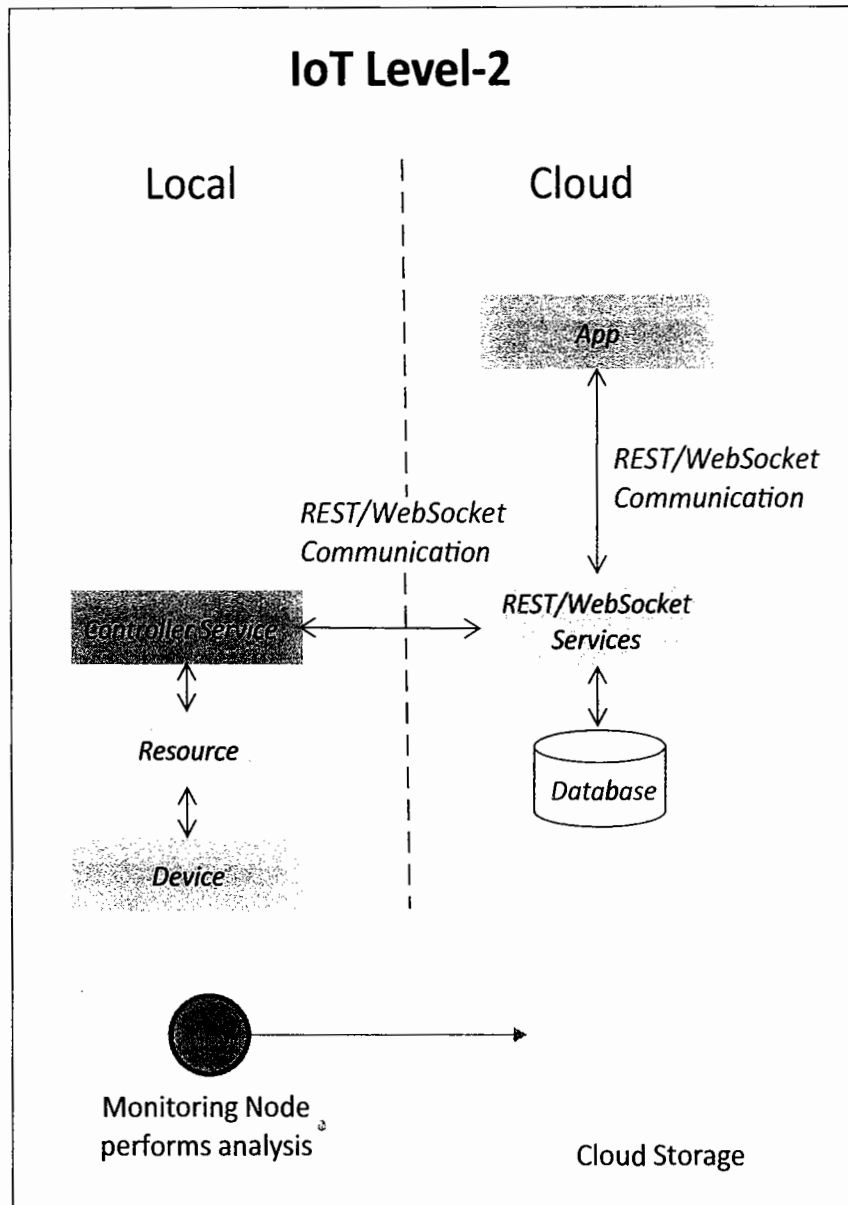 IoT Level-2
Local
Cloud
App
REST/WebSocket
Communication
REST/WebSocket
Communication
Controller Service
REST/WebSocket
Services
Resource
Database
Device
Monitoring Node
performs analysis
Cloud Storage